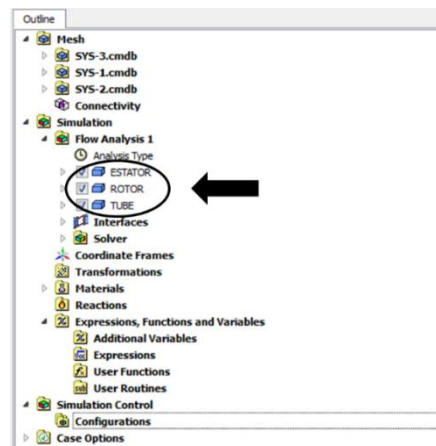 Outline
Mesh
SYS-3.cmdb
SYS-1.cmdb
SYS-2.cmdb
Connectivity
Simulation
Flow Analysis 1
Analysis Type
ESTATOR
ROTOR
TUBE
Interfaces
Solver
Coordinate Frames
Transformations
Materials
Reactions
Expressions, Functions and Variables
Additional Variables
Expressions
User Functions
User Routines
Simulation Control
Configurations
Case Options